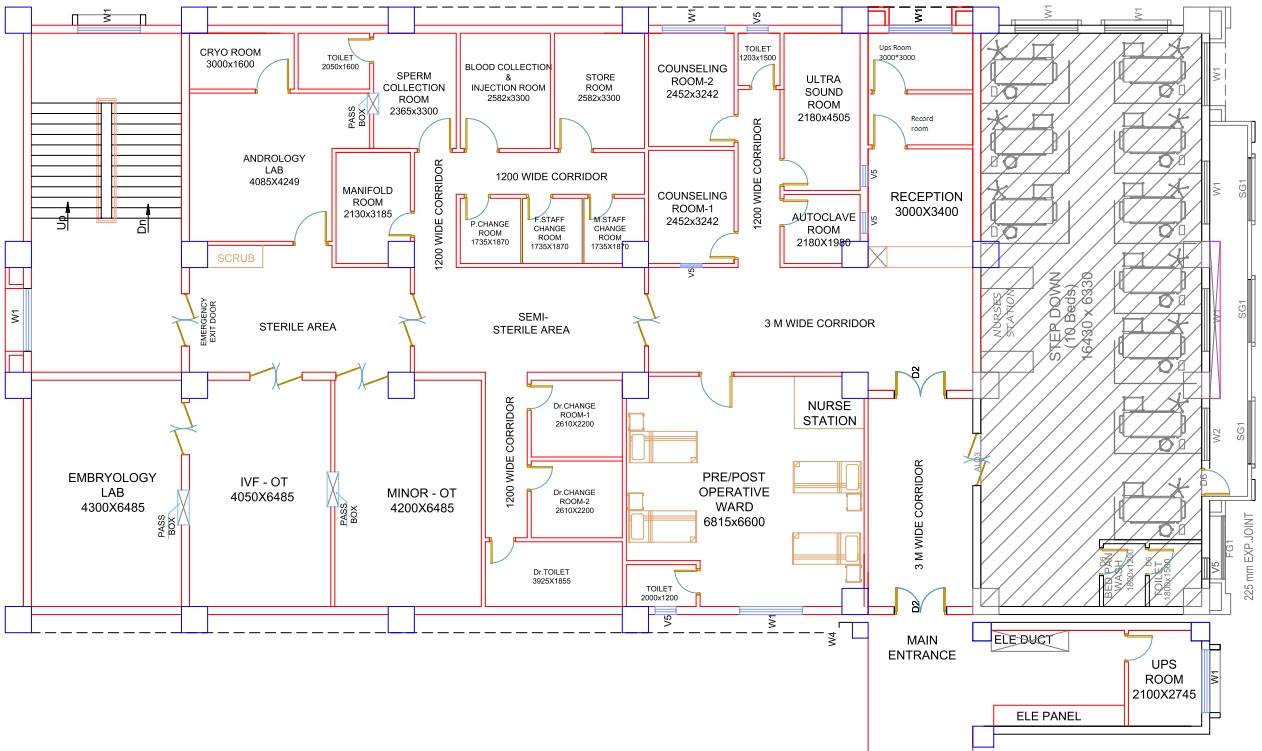 W1
W1
V5
W1
W1
W1
CRYO ROOM
3000x1600
TOILET
2050x1600
SPERM
COLLECTION
ROOM
2365x3300
PASS
BOX
BLOOD COLLECTION
&
INJECTION ROOM
2582x3300
STORE
ROOM
2582x3300
COUNSELING
ROOM-2
2452x3242
TOILET
1203x1500
ULTRA
SOUND
ROOM
2180x4505
Ups Room
3000*3000
Record
room
W1
ANDROLOGY
LAB
4085X4249
MANIFOLD
ROOM
2130x3185
1200 WIDE CORRIDOR
1200 WIDE CORRIDOR
P.CHANGE
ROOM
1735X1870
F.STAFF
CHANGE
ROOM
1735X1870
M.STAFF
CHANGE
ROOM
1735X1870
COUNSELING
ROOM-1
2452x3242
1200 WIDE CORRIDOR
V5
V5
AUTOCLAVE
ROOM
2180X1980
RECEPTION
3000X3400
W1
SG1
Up
Dn
SCRUB
V5
W1
EMERGENCY
EXIT DOOR
STERILE AREA
SEMI-
STERILE AREA
3 M WIDE CORRIDOR
NURSES
STATION
STEP DOWN
(10 Beds)
16430 x 6330
W1
SG1
D2
EMBRYOLOGY
LAB
4300X6485
PASS
BOX
IVF - OT
4050X6485
PASS
BOX
MINOR - OT
4200X6485
1200 WIDE CORRIDOR
Dr.CHANGE
ROOM-1
2610X2200
Dr.CHANGE
ROOM-2
2610X2200
Dr.TOILET
3925X1855
NURSE
STATION
PRE/POST
OPERATIVE
WARD
6815x6600
TOILET
2000x1200
3 M WIDE CORRIDOR
W2
SG1
D6
D6
BED PAN
WASH
1800x1200
D6
TOILET
1800x1500
V5
FG1
225 mm EXP.JOINT
V5
W1
W4
D2
MAIN
ENTRANCE
ELE DUCT
UPS
ROOM
2100X2745
W1
ELE PANEL